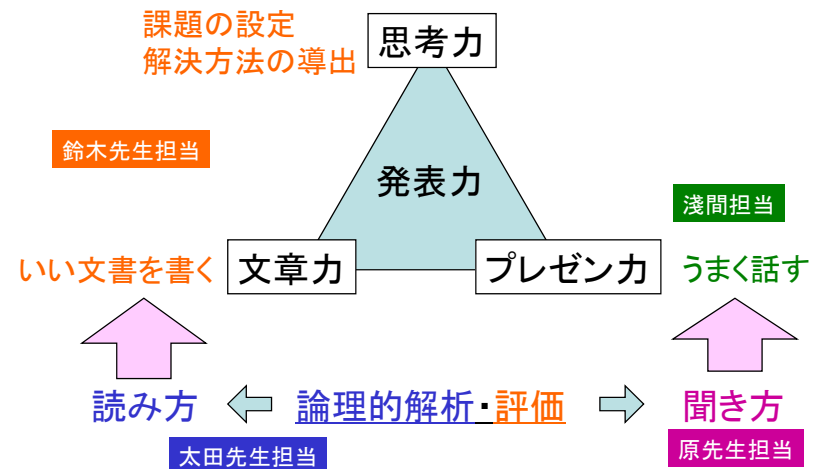 課題の設定
解決方法の導出
思考力
鈴木先生担当
発表力
淺間担当
いい文書を書く
文章力
プレゼン力
うまく話す
読み方
論理的解析・評価
聞き方
太田先生担当
原先生担当